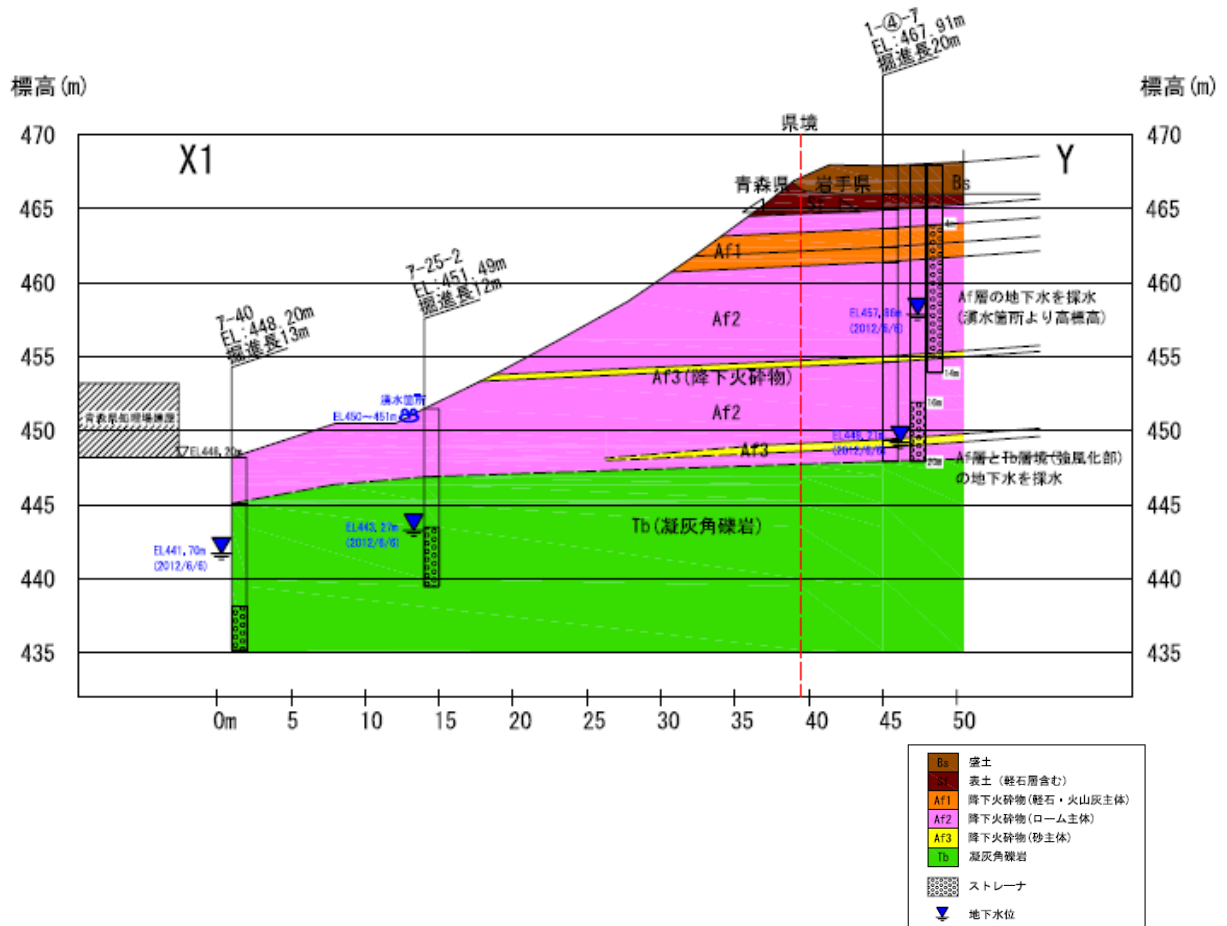 1-④-7
EL:467.91m
掘進長20m
標高(m)
標高(m)
470
470
県境
X1
Y
青森県
岩手県
Bs
Sf
465
465
4m
Af1
7-25-2
EL:451.49m
掘進長12m
460
460
7-40
EL:448.20m
掘進長13m
Af2
EL457.86m
(2012/6/6)
Af層の地下水を採水
(湧水箇所より高標高)
455
455
Af3(降下火砕物)
14m
湧水箇所
EL450～451m
Af2
16m
450
450
EL448.20m
Af3
(2012/6/6)
20m
Af層とTb層境(強風化部)
の地下水を採水
445
445
Tb(凝灰角礫岩)
EL443.27m
(2012/6/6)
EL441.70m
(2012/6/6)
440
440
435
435
0m 5 10 15 20 25 30 35 40 45 50
Bs 盛土
Sf 表土（軽石層含む）
Af1 降下火砕物(軽石・火山灰主体)
Af2 降下火砕物(ローム主体)
Af3 降下火砕物(砂主体)
Tb 凝灰角礫岩
ストレーナ
地下水位